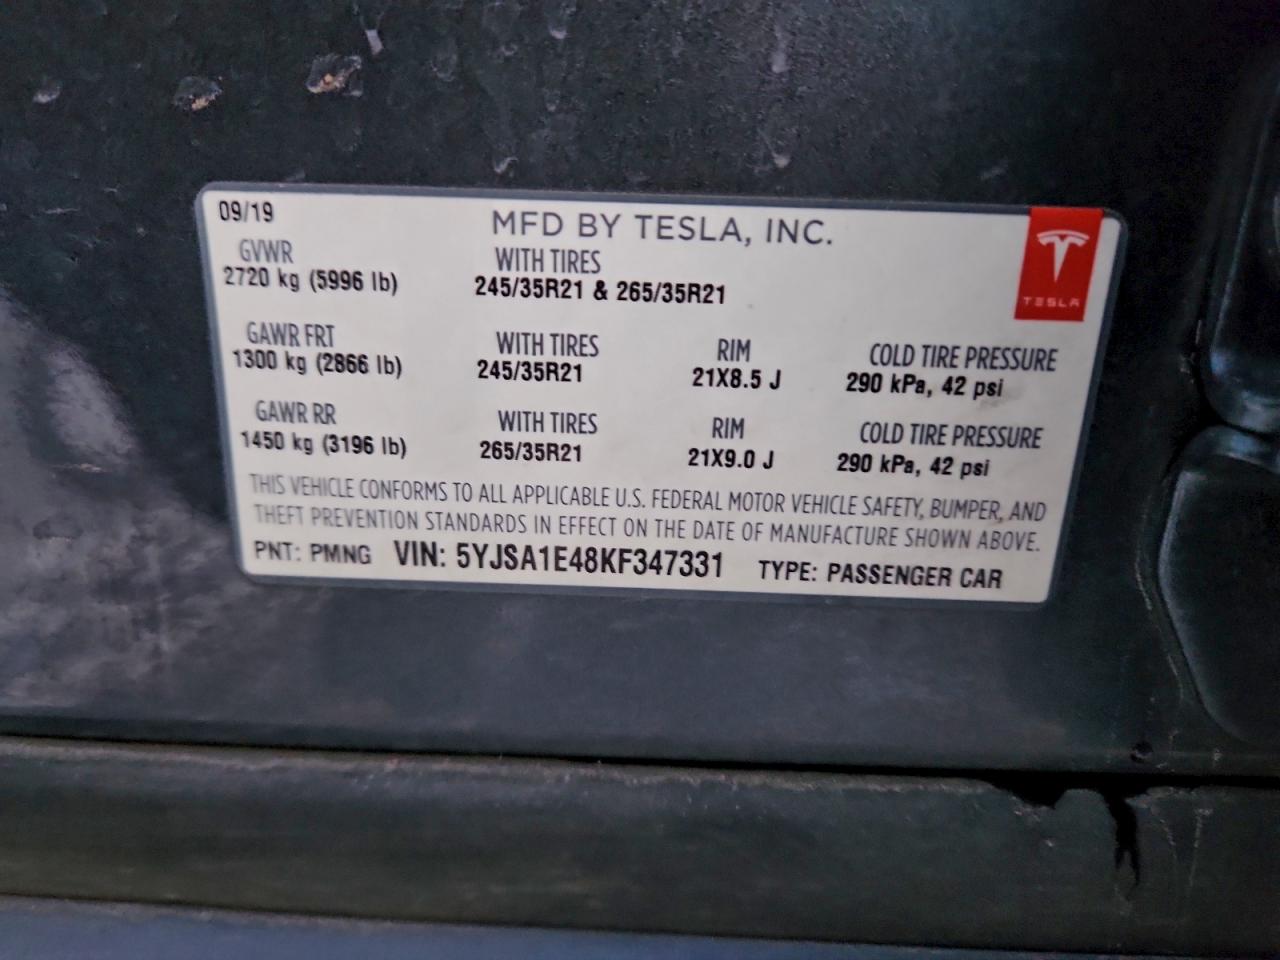 09/19 MFD BY TESLA, INC.
GVWR WITH TIRES
2720 kg (5996 lb) 245/35R21 & 265/35R21
TESLA
GAWR FRT WITH TIRES RIM COLD TIRE PRESSURE
1300 kg (2866 lb) 245/35R21 21X8.5 J 290 kPa, 42 psi
GAWR RR WITH TIRES RIM COLD TIRE PRESSURE
1450 kg (3196 lb) 265/35R21 21X9.0 J 290 kPa, 42 psi
THIS VEHICLE CONFORMS TO ALL APPLICABLE U.S. FEDERAL MOTOR VEHICLE SAFETY, BUMPER, AND
THEFT PREVENTION STANDARDS IN EFFECT ON THE DATE OF MANUFACTURE SHOWN ABOVE.
PNT: PMNG VIN: 5YJSA1E48KF347331 TYPE: PASSENGER CAR